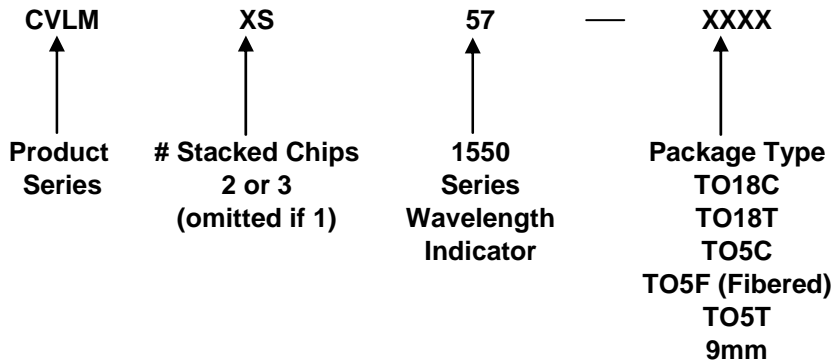 CVLM XS 57 — XXXX
Product Series
# Stacked Chips
2 or 3
(omitted if 1)
1550
Series
Wavelength
Indicator
Package Type
TO18C
TO18T
TO5C
TO5F (Fibered)
TO5T
9mm